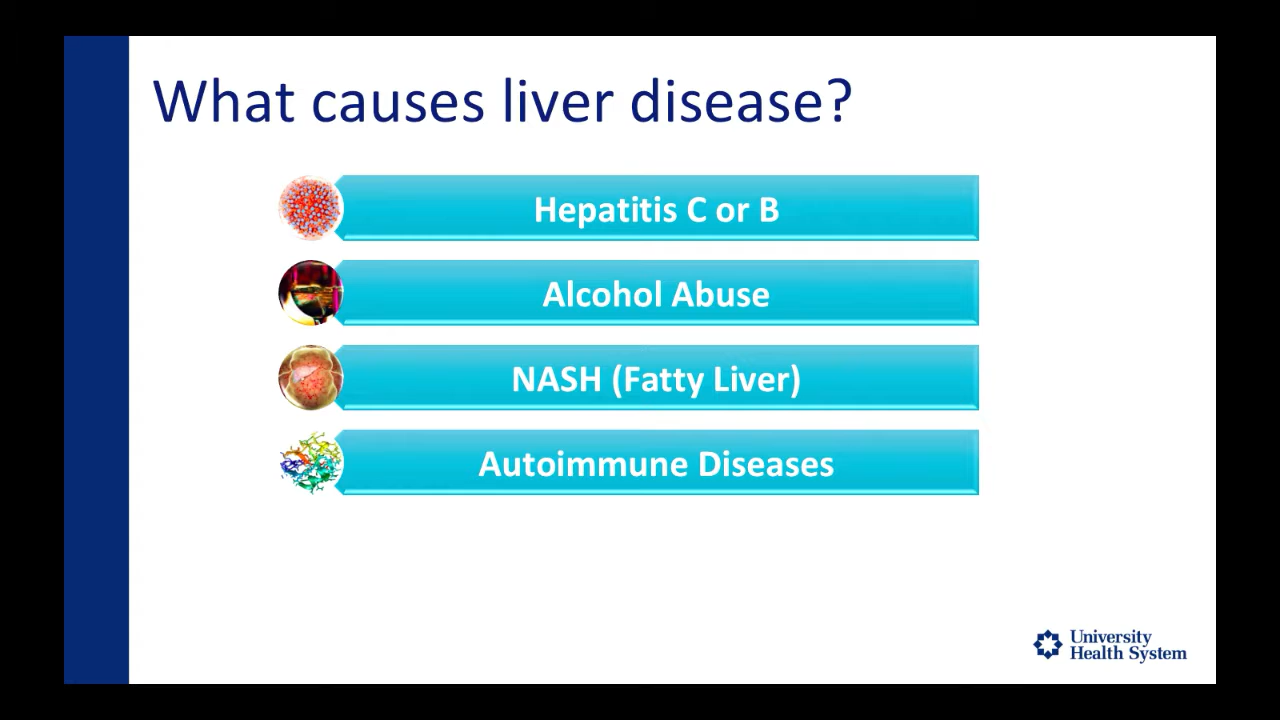 What causes liver disease?
Hepatitis C or B
Alcohol Abuse
NASH (Fatty Liver)
Autoimmune Diseases
University
Health System